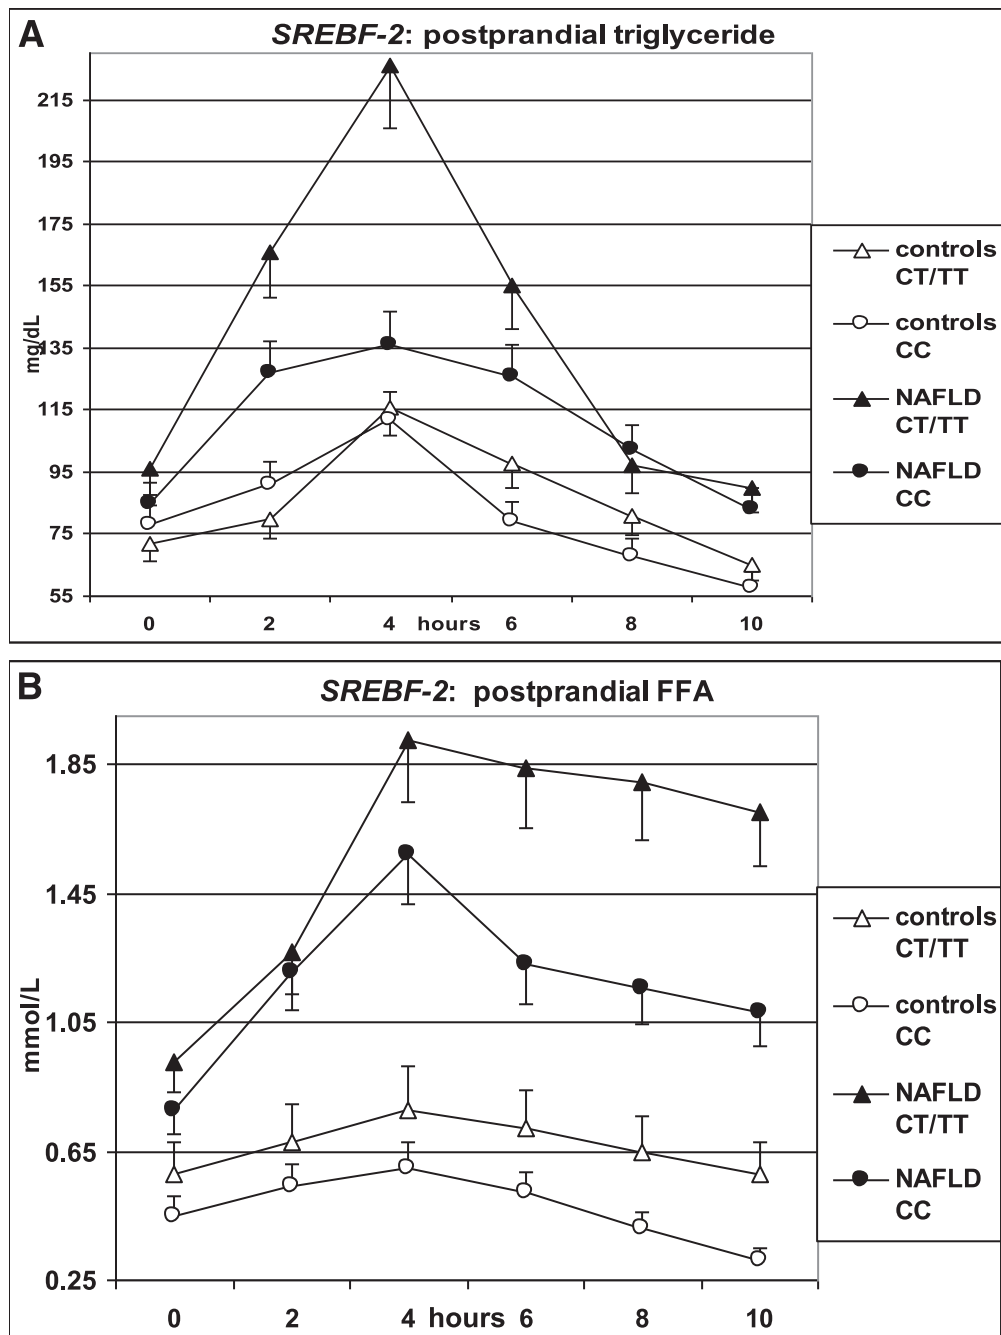 A
SREBF-2: postprandial triglyceride
215
195
175
155
135
115
95
75
55
mg/dL
0 2 4 hours 6 8 10
controls
CT/TT
controls
CC
NAFLD
CT/TT
NAFLD
CC
B
SREBF-2: postprandial FFA
1.85
1.45
1.05
0.65
0.25
mmol/L
0 2 4 hours 6 8 10
controls
CT/TT
controls
CC
NAFLD
CT/TT
NAFLD
CC